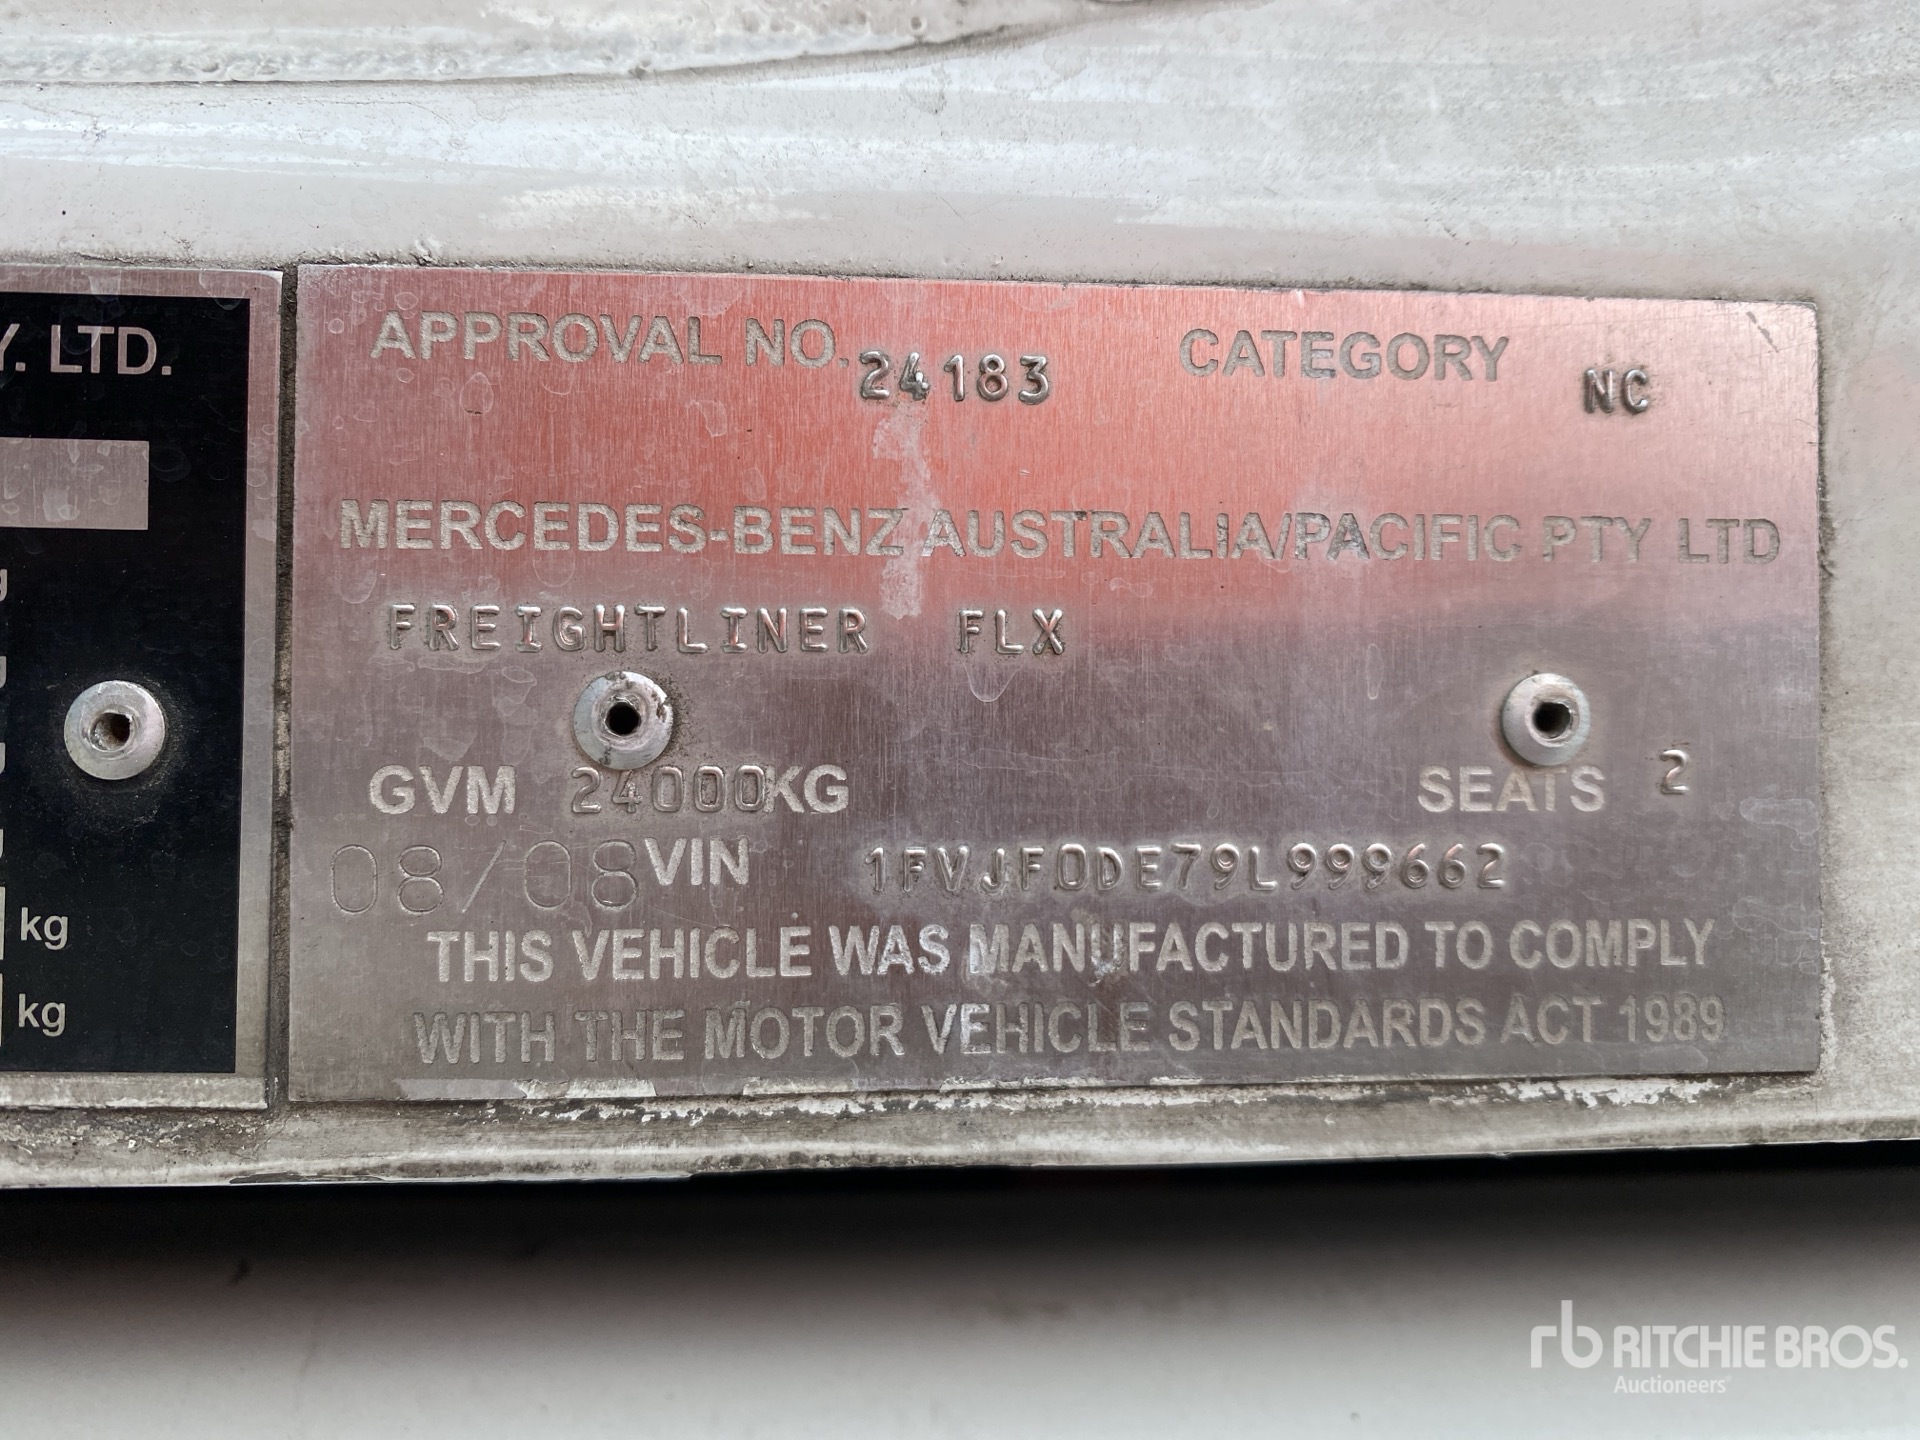 Y. LTD.
g
kg
kg
APPROVAL NO. 24183 CATEGORY NC
MERCEDES-BENZ AUSTRALIA/PACIFIC PTY LTD
FREIGHTLINER FLX
GVM 24000KG SEATS 2
08/08 VIN 1FVJF0DE79L999662
THIS VEHICLE WAS MANUFACTURED TO COMPLY
WITH THE MOTOR VEHICLE STANDARDS ACT 1989
rb RITCHIE BROS.
Auctioneers